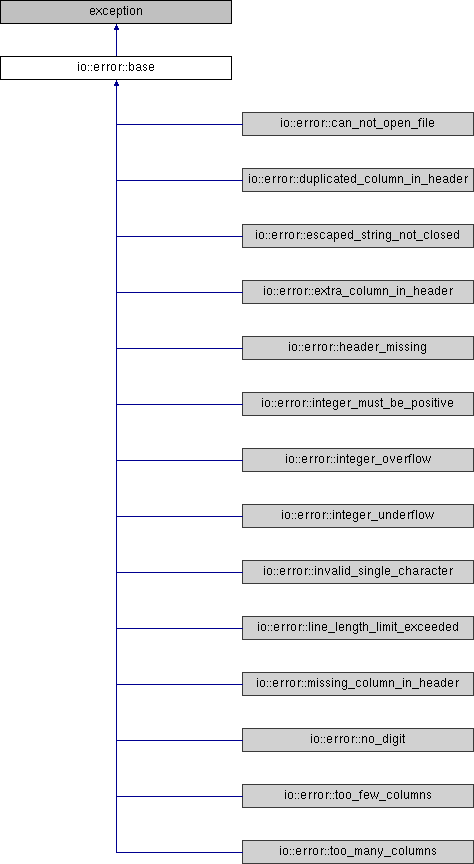 exception
io::error::base
io::error::can_not_open_file
io::error::duplicated_column_in_header
io::error::escaped_string_not_closed
io::error::extra_column_in_header
io::error::header_missing
io::error::integer_must_be_positive
io::error::integer_overflow
io::error::integer_underflow
io::error::invalid_single_character
io::error::line_length_limit_exceeded
io::error::missing_column_in_header
io::error::no_digit
io::error::too_few_columns
io::error::too_many_columns